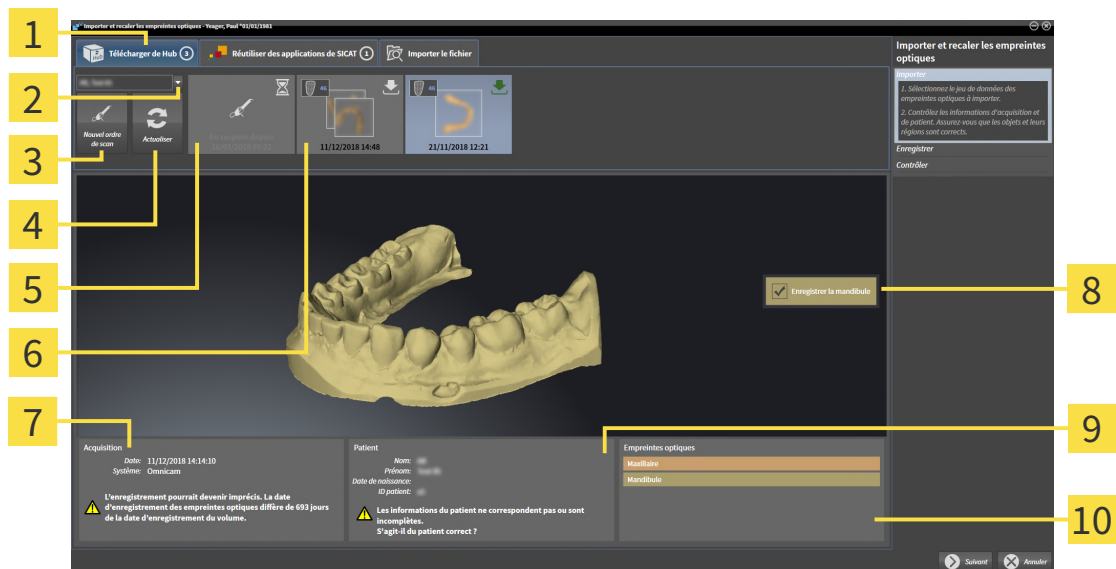 Importer et recaler les empreintes optiques - Yeager, Paul *01/01/1981
1
2
3
4
5
6
7
8
9
10
Télécharger de Hub 3
Réutiliser des applications de SICAT 1
Importer le fichier
Nouvel ordre
de scan
Actualiser
46
11/12/2018 14:48
46
21/11/2018 12:21
Enregistrer la mandibule
Acquisition
Date: 11/12/2018 14:14:10
Système: Omnicam
L'enregistrement pourrait devenir imprécis. La date
d'enregistrement des empreintes optiques diffère de 693 jours
de la date d'enregistrement du volume.
Patient
Nom:
Prénom:
Date de naissance:
ID patient:
Les informations du patient ne correspondent pas ou sont
incomplètes.
S'agit-il du patient correct ?
Empreintes optiques
Maxillaire
Mandibule
Importer et recaler les empreintes
optiques
Importer
1. Sélectionnez le jeu de données des
empreintes optiques à importer.
2. Contrôlez les informations d'acquisition et
de patient. Assurez-vous que les objets et leurs
régions sont corrects.
Enregistrer
Contrôler
Suivant
Annuler